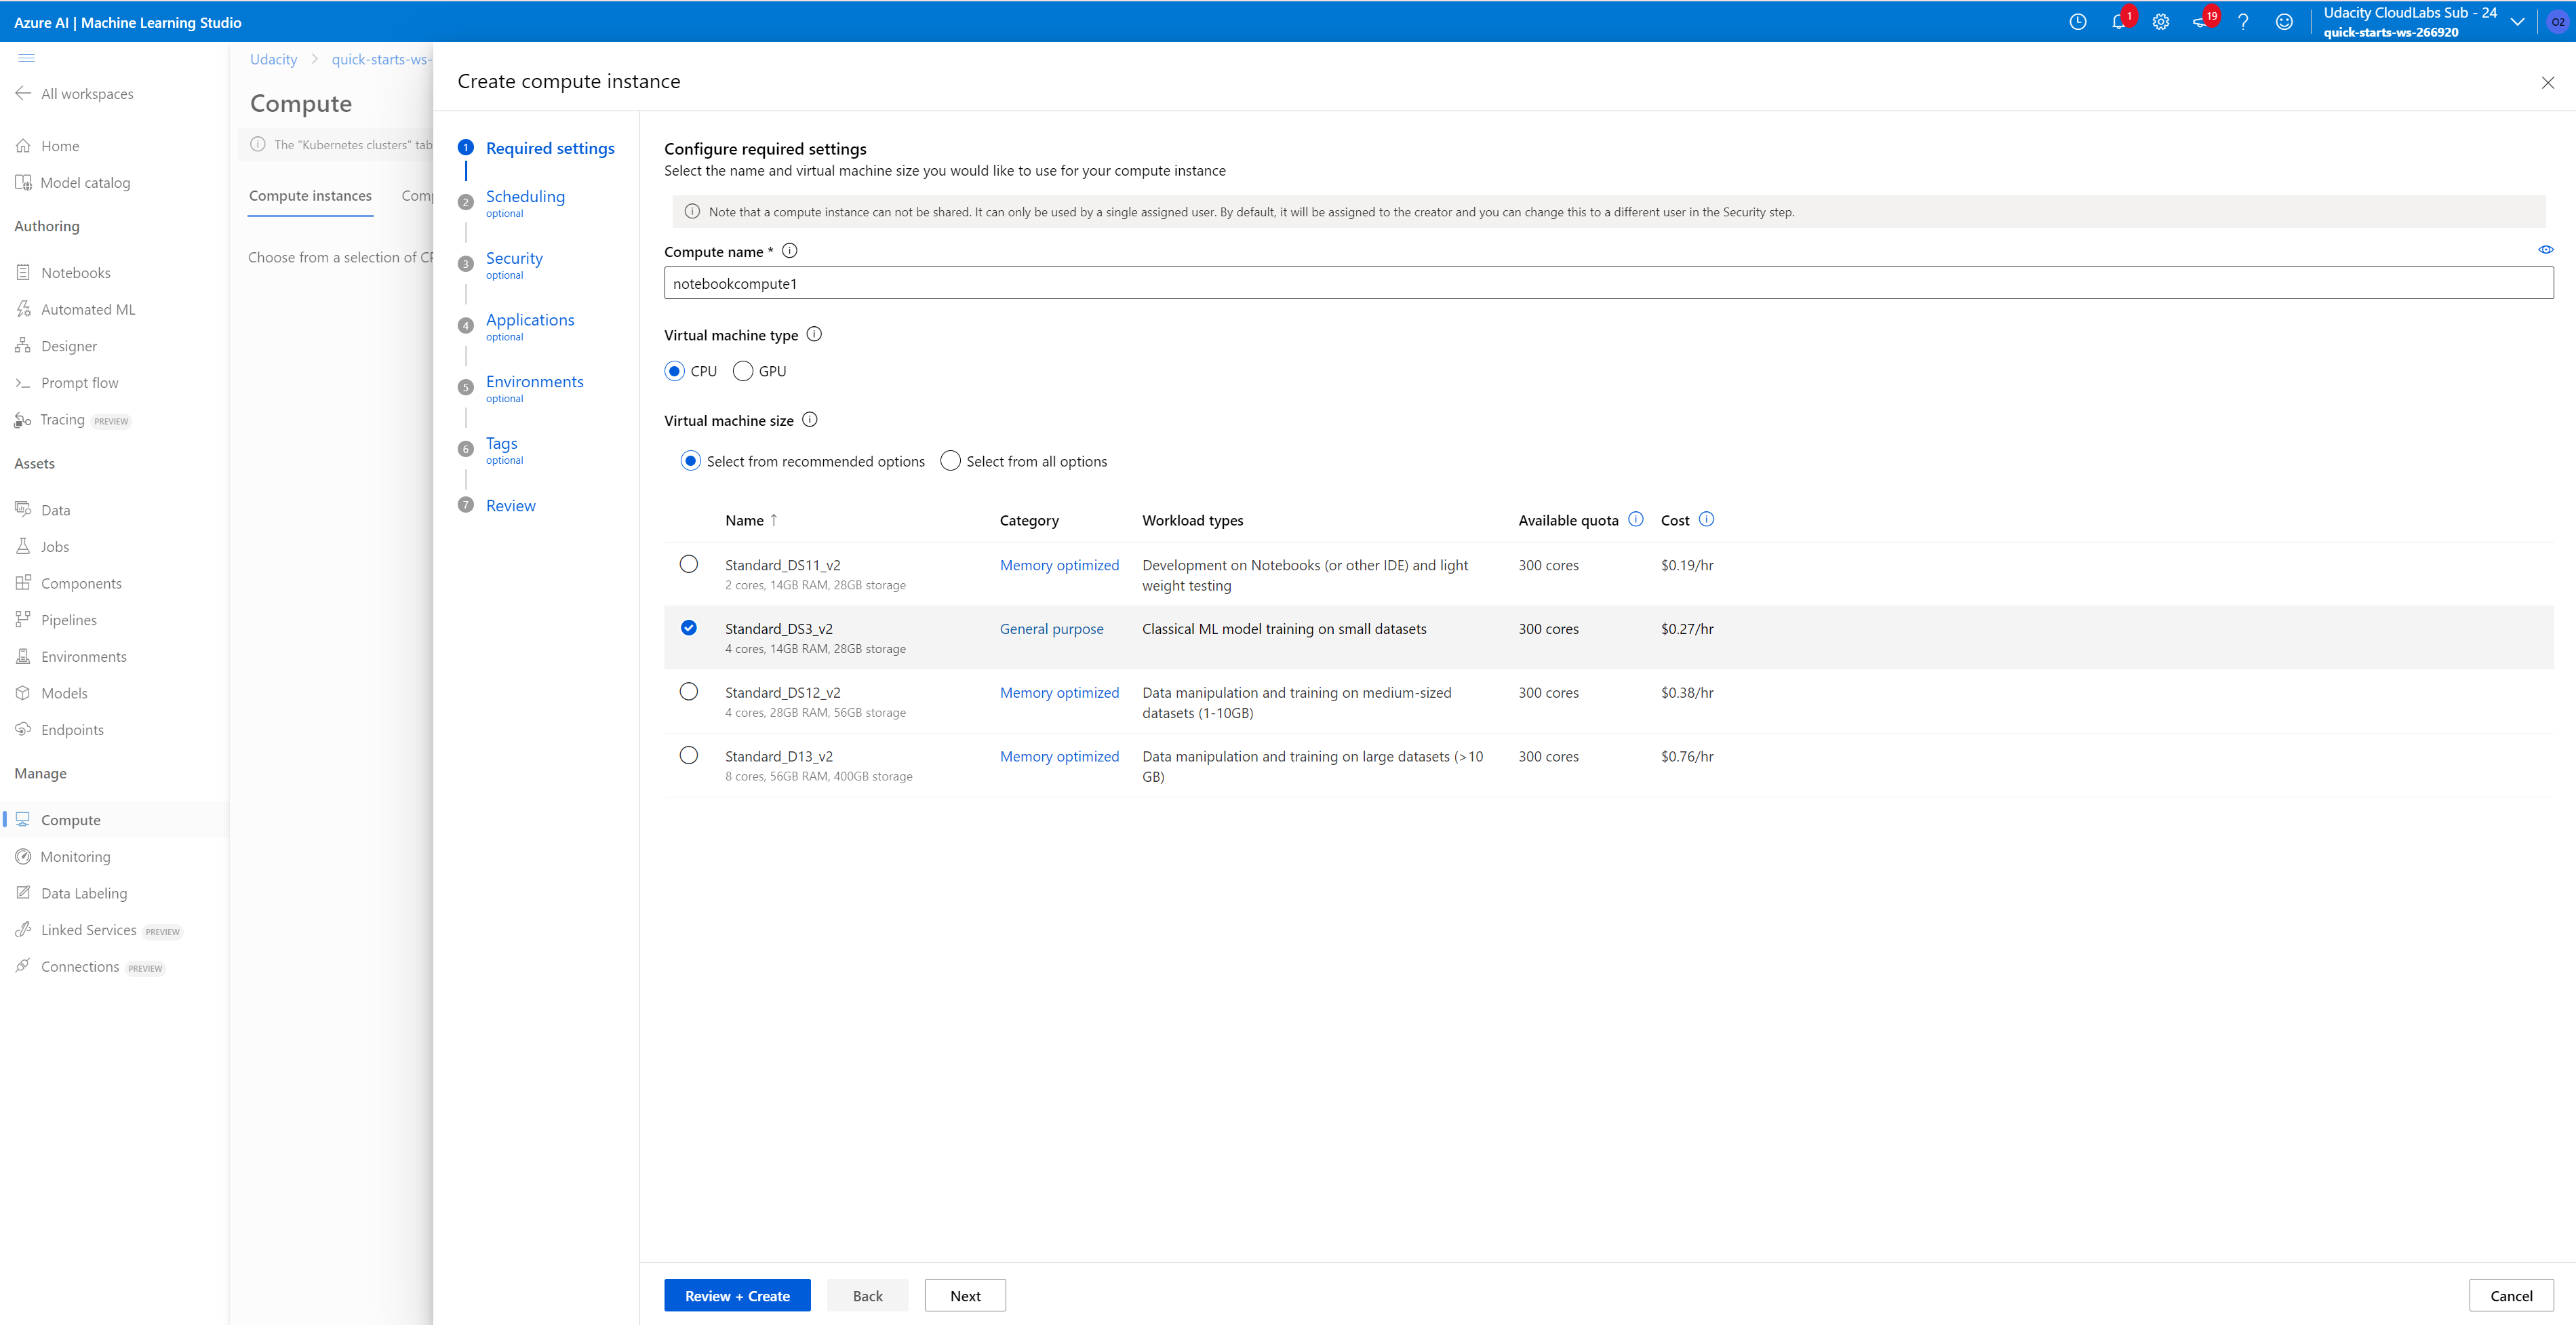 Azure AI | Machine Learning Studio
1
19
Udacity CloudLabs Sub - 24
quick-starts-ws-266920
O2
All workspaces
Home
Model catalog
Authoring
Notebooks
Automated ML
Designer
Prompt flow
Tracing PREVIEW
Assets
Data
Jobs
Components
Pipelines
Environments
Models
Endpoints
Manage
Compute
Monitoring
Data Labeling
Linked Services PREVIEW
Connections PREVIEW
Udacity > quick-starts-ws-
Compute
The "Kubernetes clusters" tab
Compute instances Comp
Choose from a selection of CP
Create compute instance
1 Required settings
2 Scheduling
optional
3 Security
optional
4 Applications
optional
5 Environments
optional
6 Tags
optional
7 Review
Configure required settings
Select the name and virtual machine size you would like to use for your compute instance
Note that a compute instance can not be shared. It can only be used by a single assigned user. By default, it will be assigned to the creator and you can change this to a different user in the Security step.
Compute name *
notebookcompute1
Virtual machine type
CPU GPU
Virtual machine size
Select from recommended options Select from all options
Name ↑ Category Workload types Available quota Cost
Standard_DS11_v2 Memory optimized Development on Notebooks (or other IDE) and light 300 cores $0.19/hr
2 cores, 14GB RAM, 28GB storage weight testing
Standard_DS3_v2 General purpose Classical ML model training on small datasets 300 cores $0.27/hr
4 cores, 14GB RAM, 28GB storage
Standard_DS12_v2 Memory optimized Data manipulation and training on medium-sized 300 cores $0.38/hr
4 cores, 28GB RAM, 56GB storage datasets (1-10GB)
Standard_D13_v2 Memory optimized Data manipulation and training on large datasets (>10 300 cores $0.76/hr
8 cores, 56GB RAM, 400GB storage GB)
Review + Create Back Next Cancel